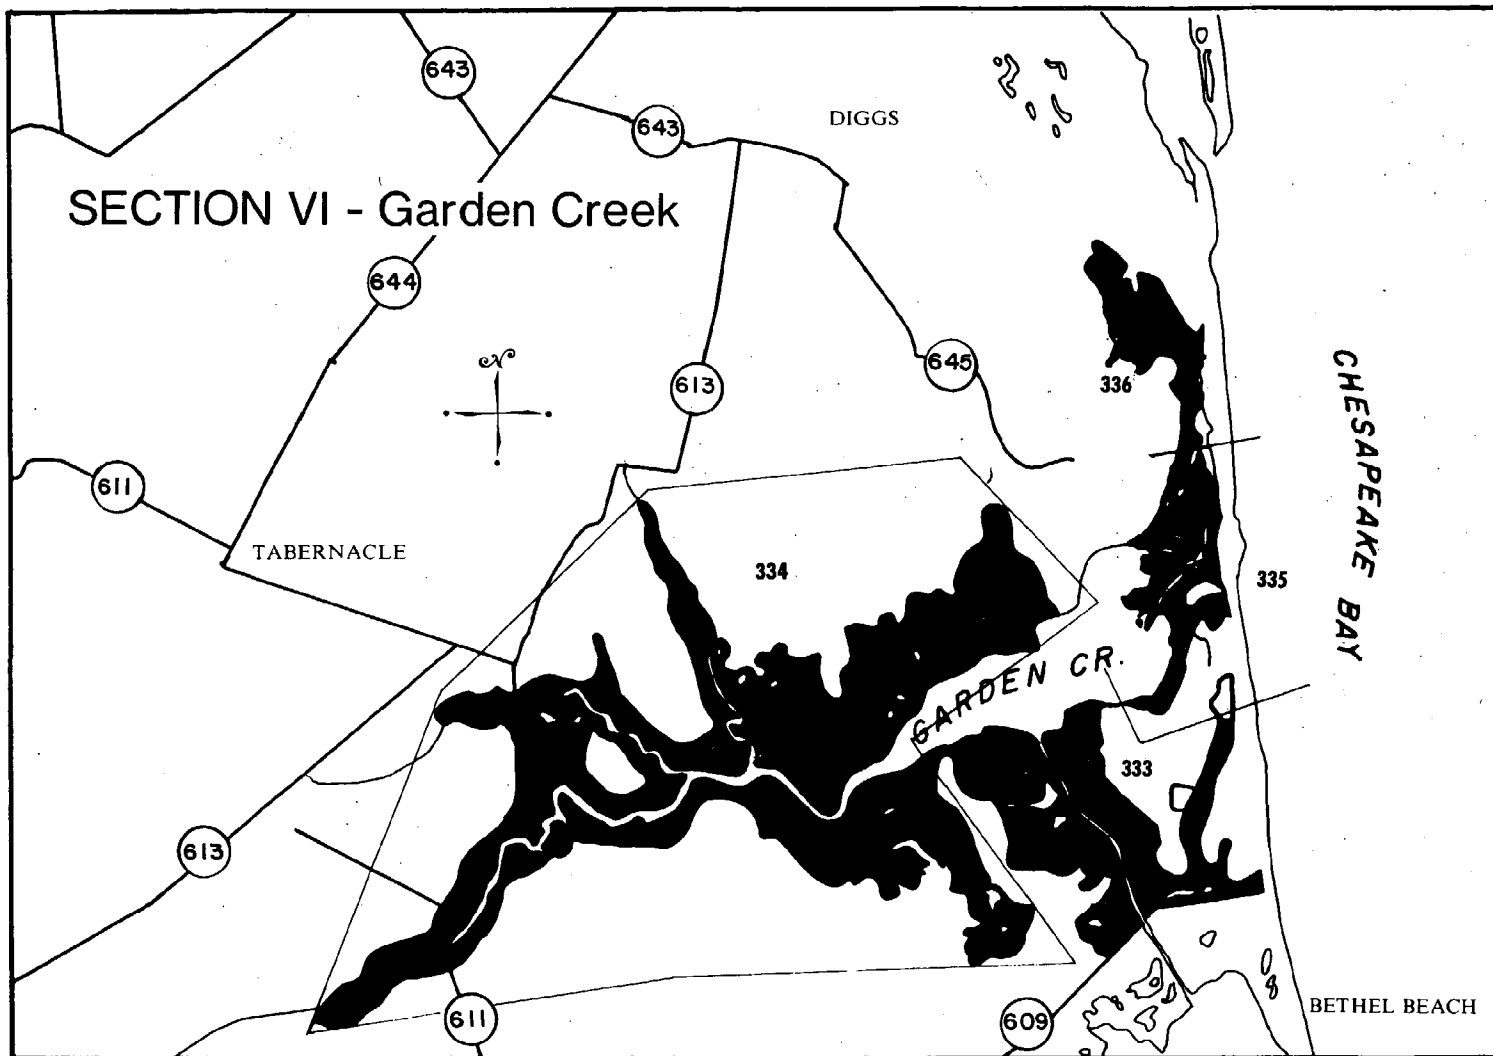 643
643
DIGGS
SECTION VI - Garden Creek
644
N
613
645
336
CHESAPEAKE BAY
611
TABERNACLE
334
335
GARDEN CR.
333
613
611
609
BETHEL BEACH